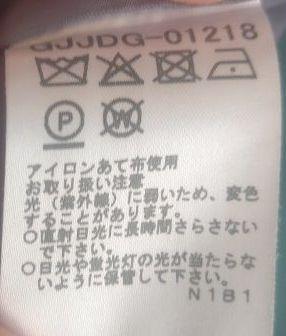 GJJDG-01218
P
W
アイロンあて布使用
お取り扱い注意
光（紫外線）に弱いため、変色
することがあります。
○直射日光に長時間さらさない
で下さい。
○日光や蛍光灯の光が当たらな
いように保管して下さい。
N181